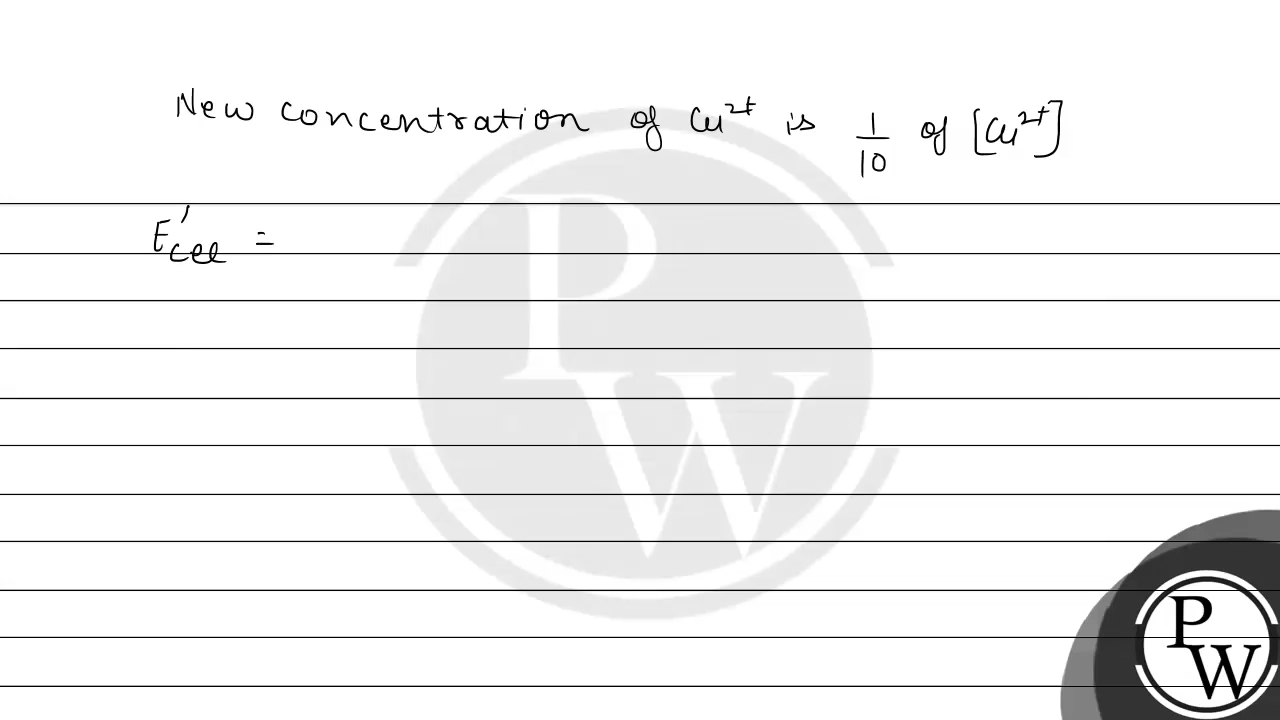 New concentration of Cu²⁺ is 1/10 of [Cu²⁺]
E'cell =
P
W
P
W